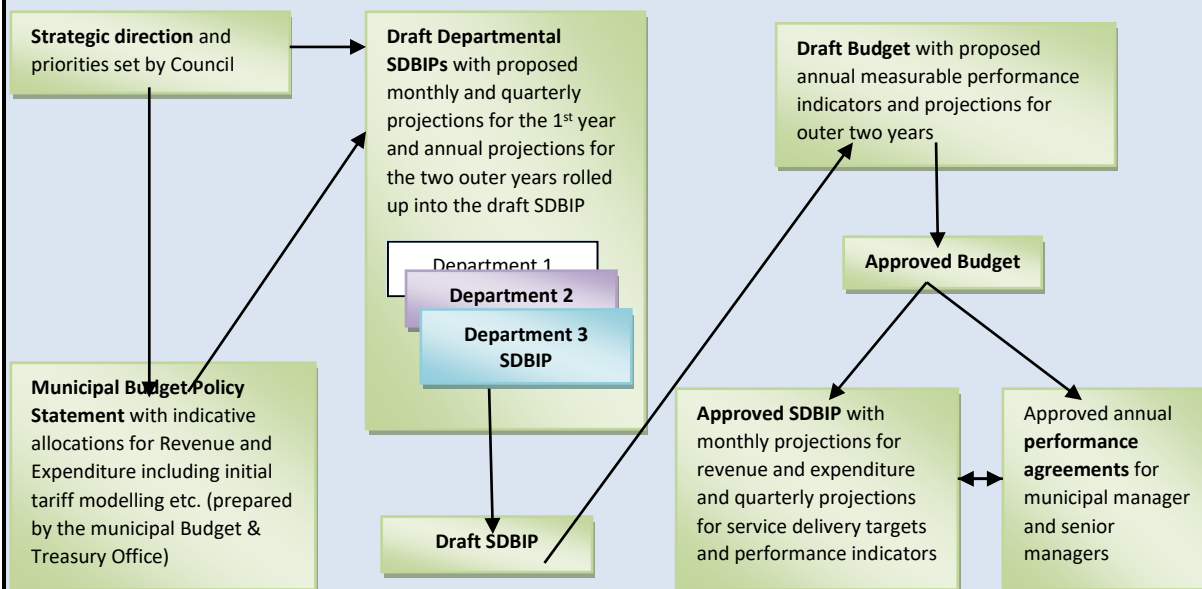 Strategic direction and
priorities set by Council
Draft Departmental
SDBIPs with proposed
monthly and quarterly
projections for the 1st year
and annual projections for
the two outer years rolled
up into the draft SDBIP
Department 1
Department 2
Department 3
SDBIP
Municipal Budget Policy
Statement with indicative
allocations for Revenue and
Expenditure including initial
tariff modelling etc. (prepared
by the municipal Budget &
Treasury Office)
Draft SDBIP
Draft Budget with proposed
annual measurable performance
indicators and projections for
outer two years
Approved Budget
Approved SDBIP with
monthly projections for
revenue and expenditure
and quarterly projections
for service delivery targets
and performance indicators
Approved annual
performance
agreements for
municipal manager
and senior
managers